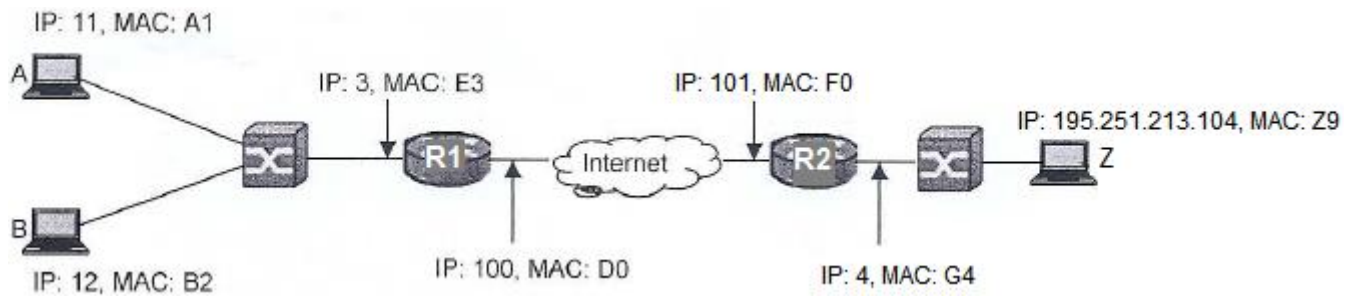 IP: 11, MAC: A1
A
IP: 3, MAC: E3
IP: 101, MAC: F0
IP: 195.251.213.104, MAC: Z9
R1
Internet
R2
Z
B
IP: 12, MAC: B2
IP: 100, MAC: D0
IP: 4, MAC: G4